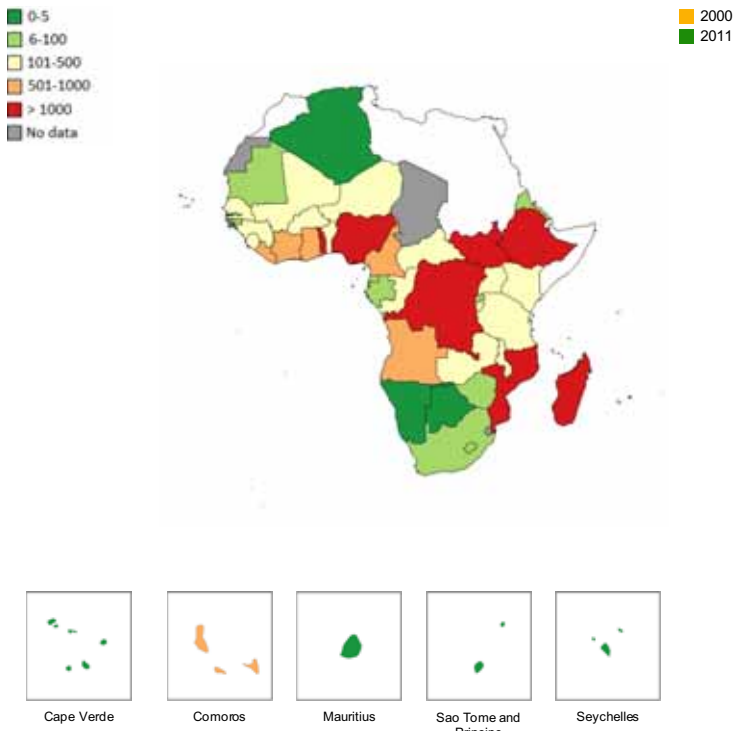 0-5
6-100
101-500
501-1000
> 1000
No data
2000
2011
Cape Verde
Comoros
Mauritius
Sao Tome and
Principe
Seychelles